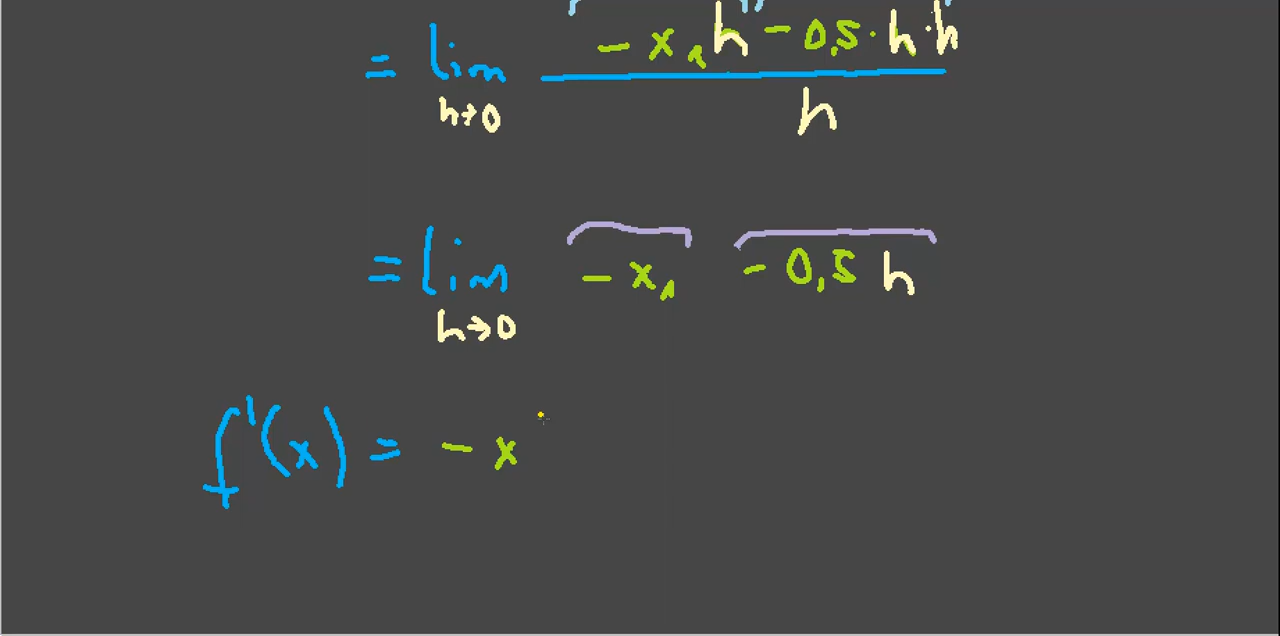 = lim (- x₁h - 0,5 · h · h) / h
h→0
= lim - x₁ - 0,5 h
h→0
f'(x) = - x